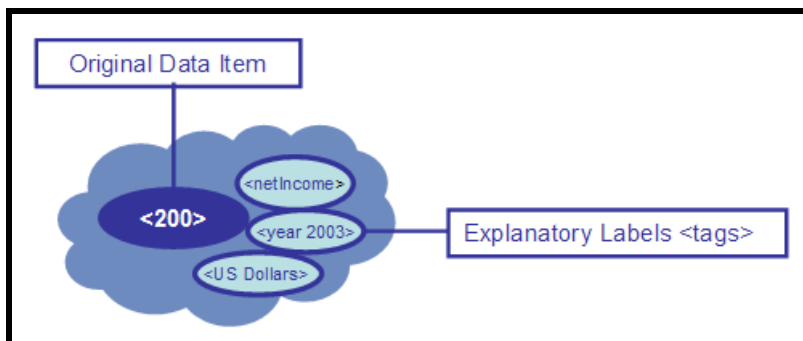 Original Data Item
<netIncome>
<200>
<year 2003>
Explanatory Labels <tags>
<US Dollars>